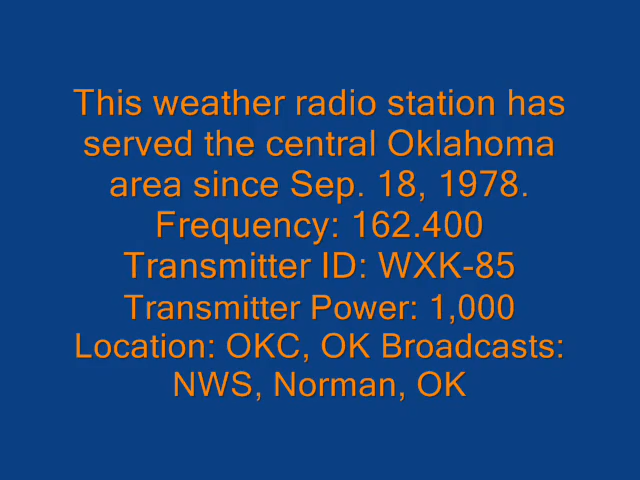 This weather radio station has
served the central Oklahoma
area since Sep. 18, 1978.
Frequency: 162.400
Transmitter ID: WXK-85
Transmitter Power: 1,000
Location: OKC, OK Broadcasts:
NWS, Norman, OK